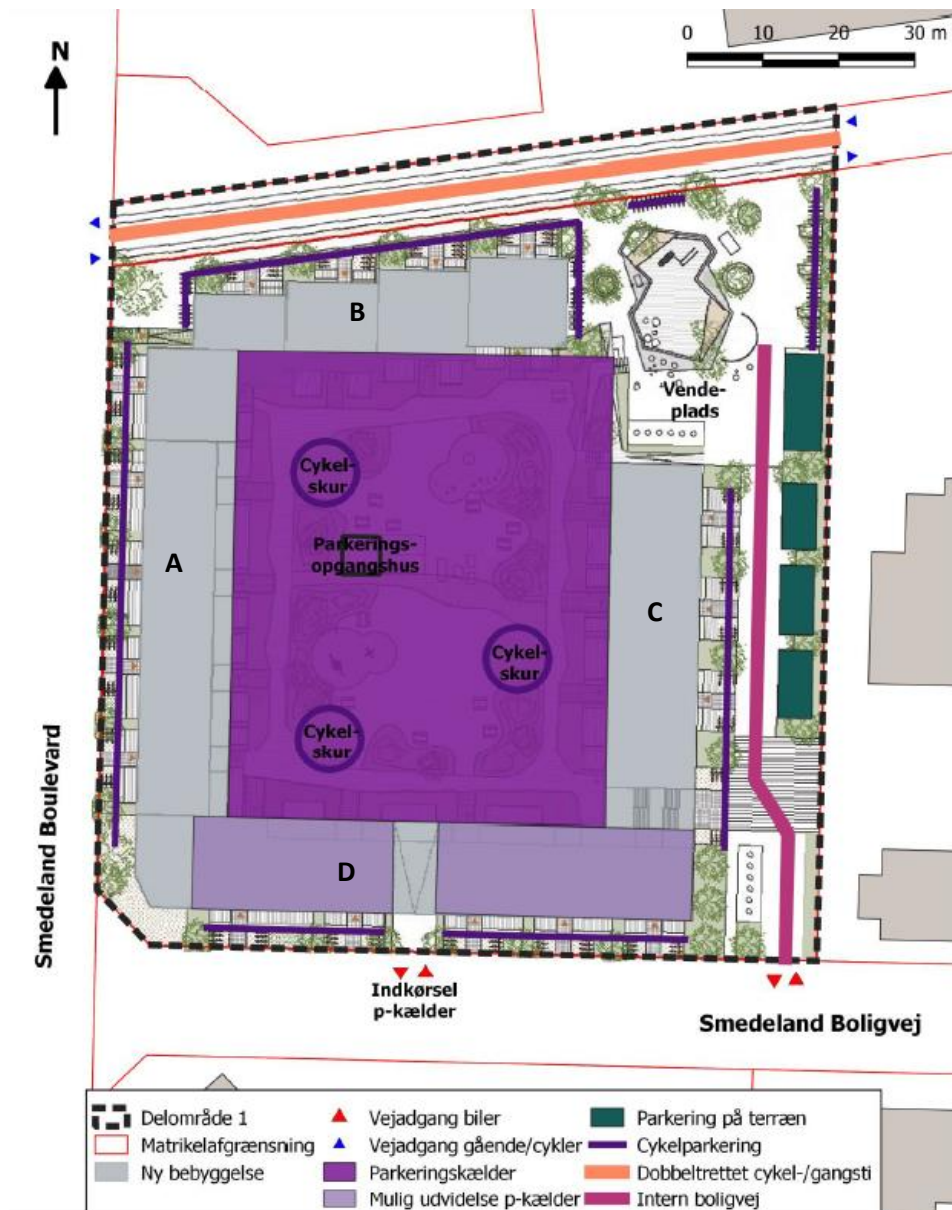 N
0 10 20 30 m
B
Vende-
plads
Cykel-
skur
Parkerings-
opgangshus
A
C
Cykel-
skur
Cykel-
skur
D
Smedeland Boulevard
Indkørsel
p-kælder
Smedeland Boligvej
Delområde 1
Matrikelafgrænsning
Ny bebyggelse
Vejadgang biler
Vejadgang gående/cykler
Parkeringskælder
Mulig udvidelse p-kælder
Parkering på terræn
Cykelparkering
Dobbeltrettet cykel-/gangsti
Intern boligvej